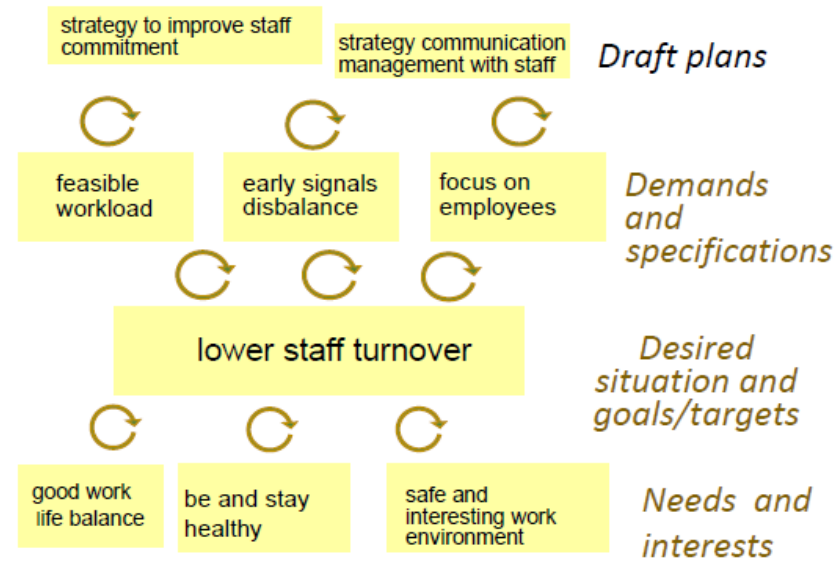 strategy to improve staff
commitment
strategy communication
management with staff
Draft plans
feasible
workload
early signals
disbalance
focus on
employees
Demands
and
specifications
lower staff turnover
Desired
situation and
goals/targets
good work
life balance
be and stay
healthy
safe and
interesting work
environment
Needs and
interests